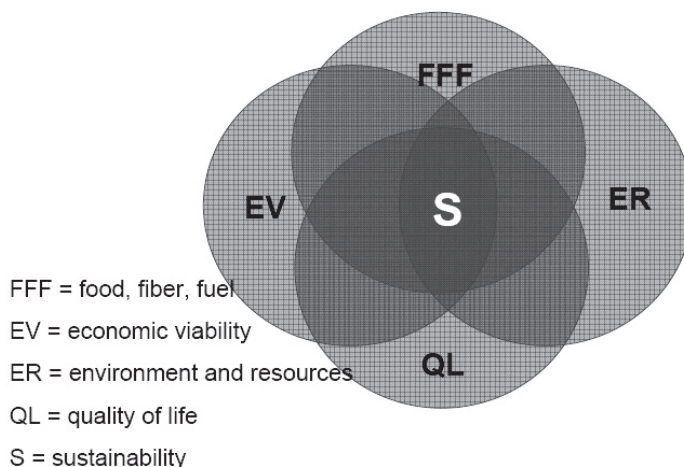 FFF
EV
S
ER
QL
FFF = food, fiber, fuel
EV = economic viability
ER = environment and resources
QL = quality of life
S = sustainability